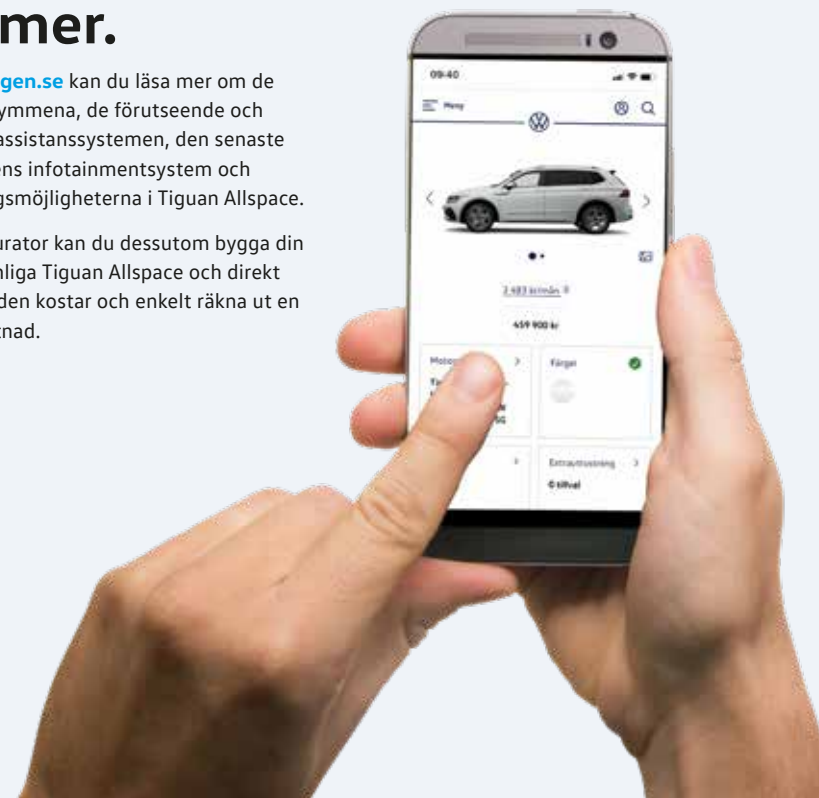 mer.
gen.se kan du läsa mer om de
ymmena, de förutseende och
assistanssystemen, den senaste
ens infotainmentsystem och
gsmöjligheterna i Tiguan Allspace.
urator kan du dessutom bygga din
nliga Tiguan Allspace och direkt
den kostar och enkelt räkna ut en
tnad.
09:40
Meny
2 483 kr/mån
459 900 kr
Färger
Extrautrustning
0 tillval